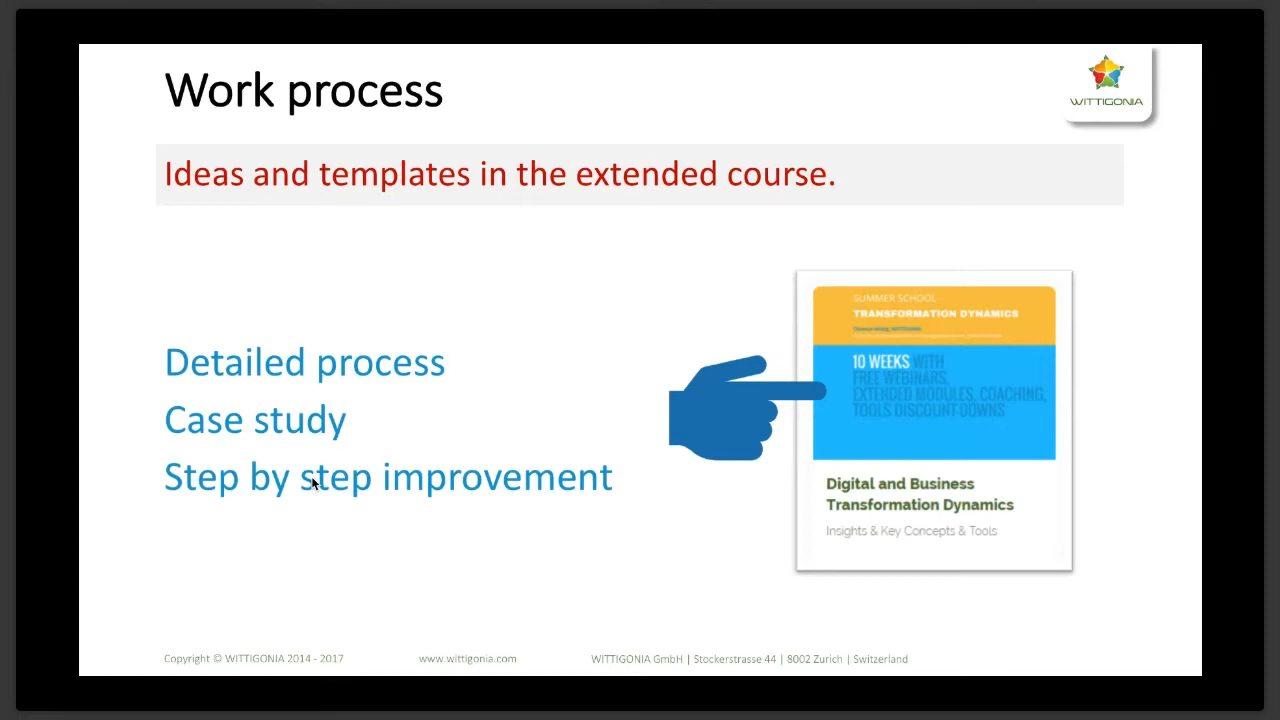 Work process
WITTIGONIA
Ideas and templates in the extended course.
Detailed process
Case study
Step by step improvement
SUMMER SCHOOL
TRANSFORMATION DYNAMICS
10 WEEKS WITH
FREE WEBINARS,
EXTENDED MODULES, COACHING,
TOOLS DISCOUNT-DOWNS
Digital and Business
Transformation Dynamics
Insights & Key Concepts & Tools
Copyright © WITTIGONIA 2014 - 2017
www.wittigonia.com
WITTIGONIA GmbH | Stockerstrasse 44 | 8002 Zurich | Switzerland